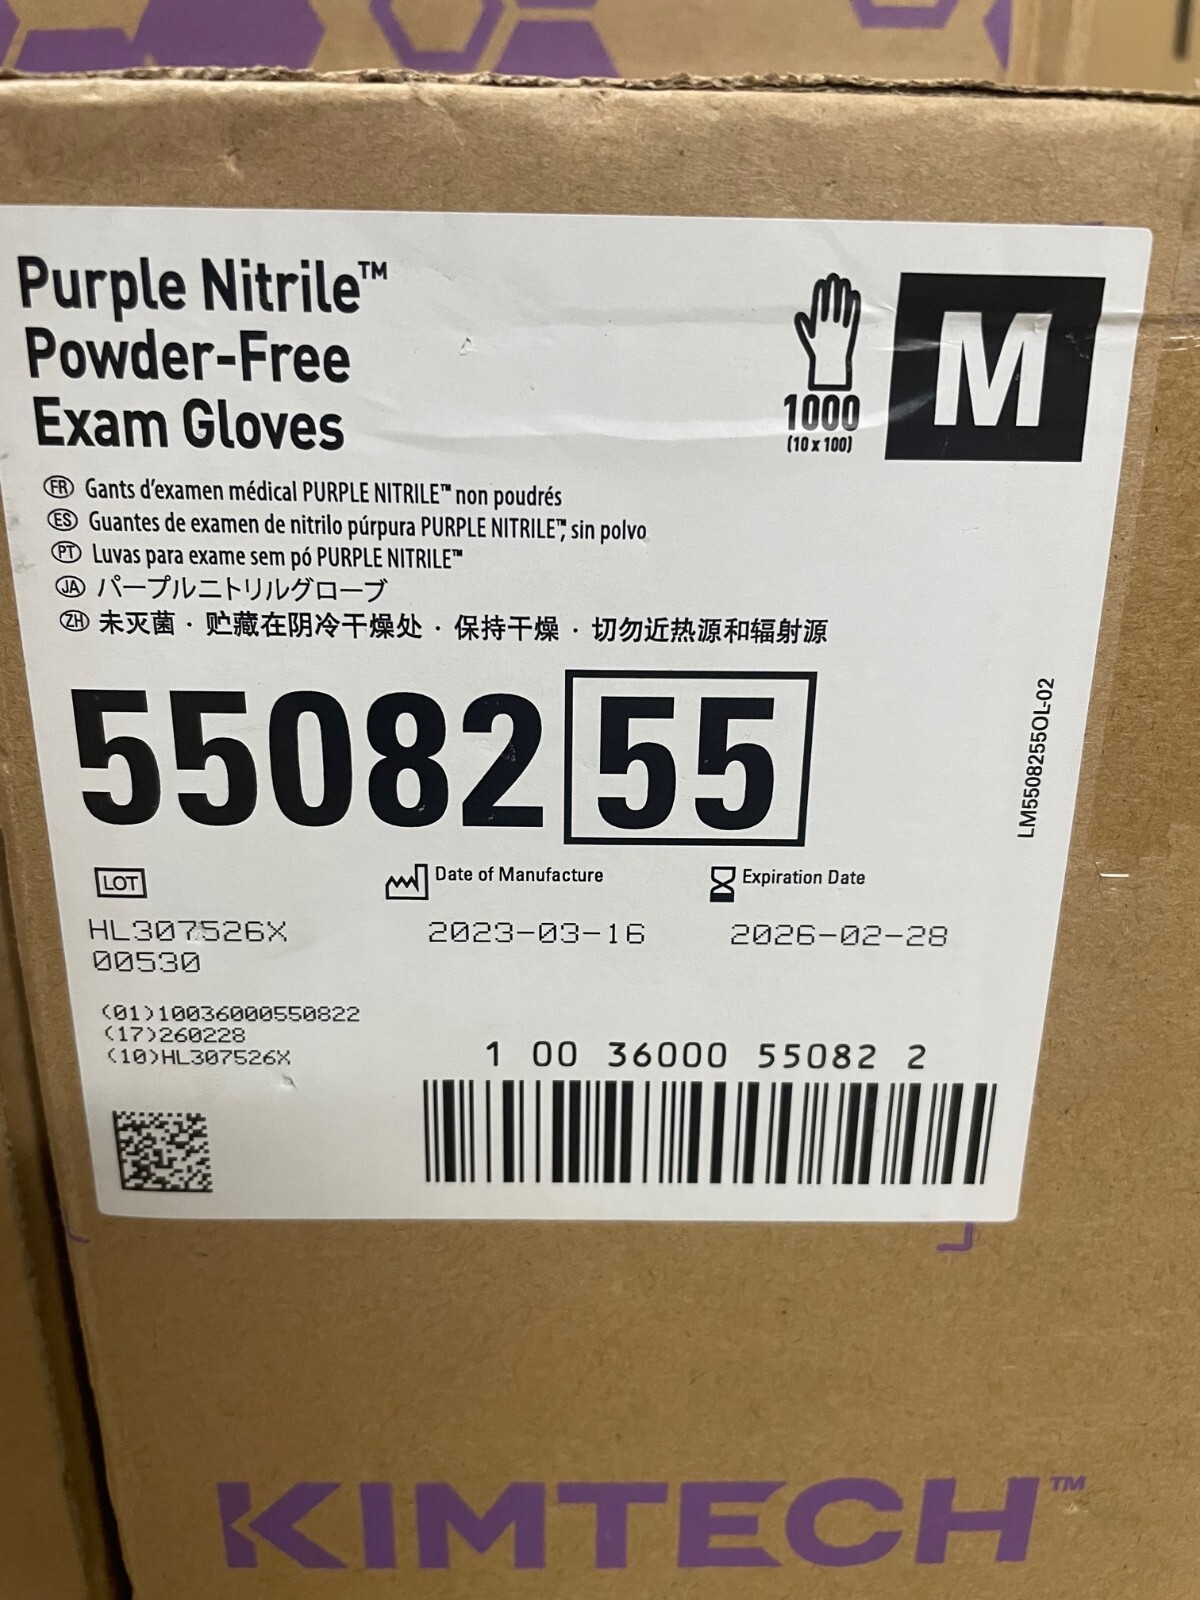 Purple Nitrile™
Powder-Free
Exam Gloves
1000
(10 x 100)
M
FR Gants d'examen médical PURPLE NITRILE™ non poudrés
ES Guantes de examen de nitrilo púrpura PURPLE NITRILE™, sin polvo
PT Luvas para exame sem pó PURPLE NITRILE™
JA パープルニトリルグローブ
ZH 未灭菌 · 贮藏在阴冷干燥处 · 保持干燥 · 切勿近热源和辐射源
55082 55
LM5508255OL-02
LOT
Date of Manufacture
Expiration Date
HL307526X
00530
2023-03-16
2026-02-28
(01)10036000550822
(17)260228
(10)HL307526X
1 00 36000 55082 2
KIMTECH™